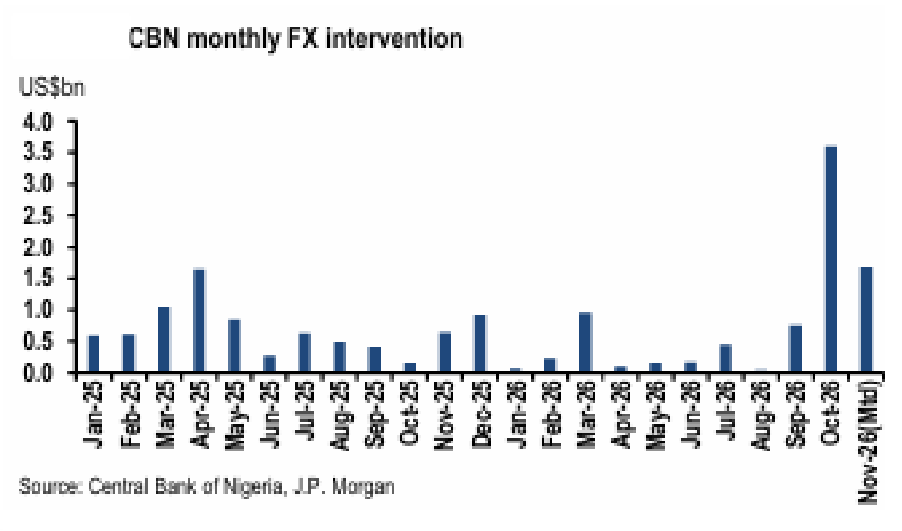 CBN monthly FX intervention
US$bn
4.0
3.5
3.0
2.5
2.0
1.5
1.0
0.5
0.0
Jan-25
Feb-25
Mar-25
Apr-25
May-25
Jun-25
Jul-25
Aug-25
Sep-25
Oct-25
Nov-25
Dec-25
Jan-26
Feb-26
Mar-26
Apr-26
May-26
Jun-26
Jul-26
Aug-26
Sep-26
Oct-26
Nov-26(Mtd)
Source: Central Bank of Nigeria, J.P. Morgan